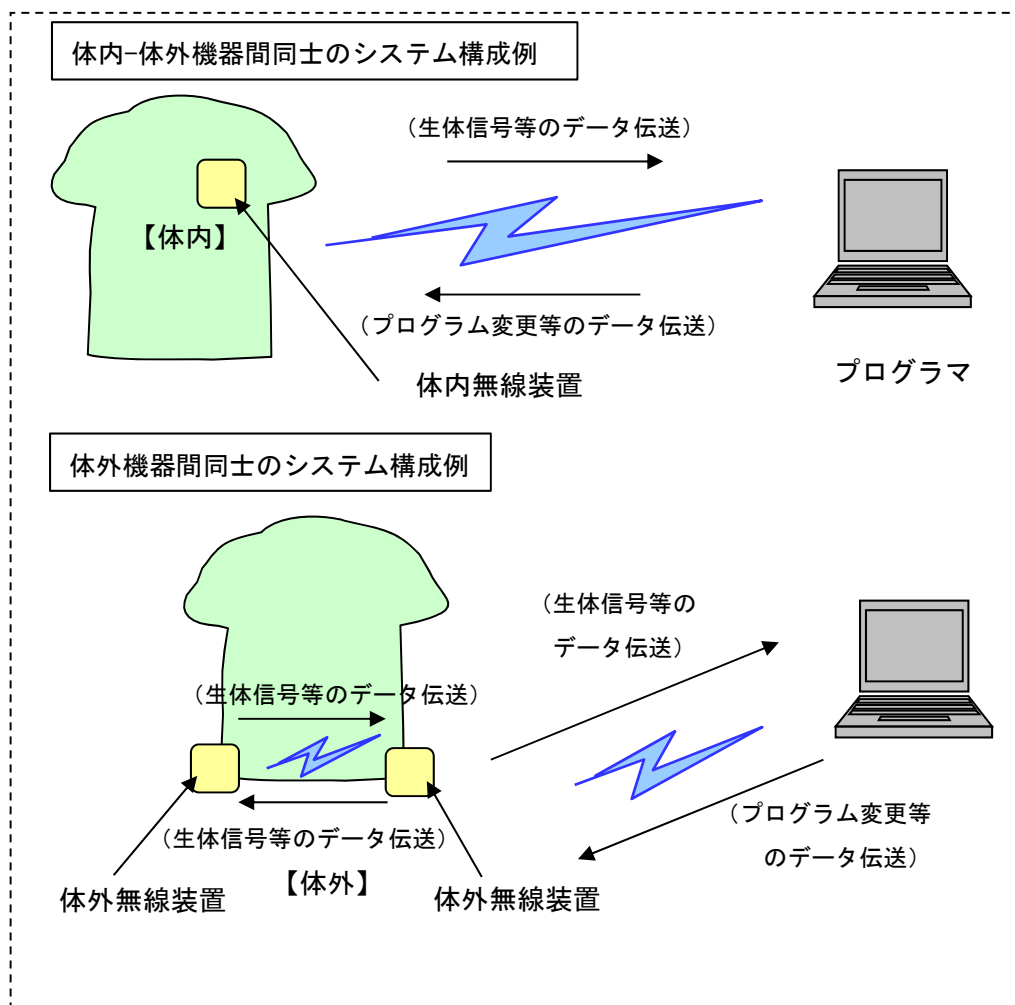 体内-体外機器間同士のシステム構成例
（生体信号等のデータ伝送）
【体内】
（プログラム変更等のデータ伝送）
体内無線装置
プログラマ
体外機器間同士のシステム構成例
（生体信号等の
データ伝送）
（生体信号等のデータ伝送）
（プログラム変更等
のデータ伝送）
（生体信号等のデータ伝送）
【体外】
体外無線装置
体外無線装置